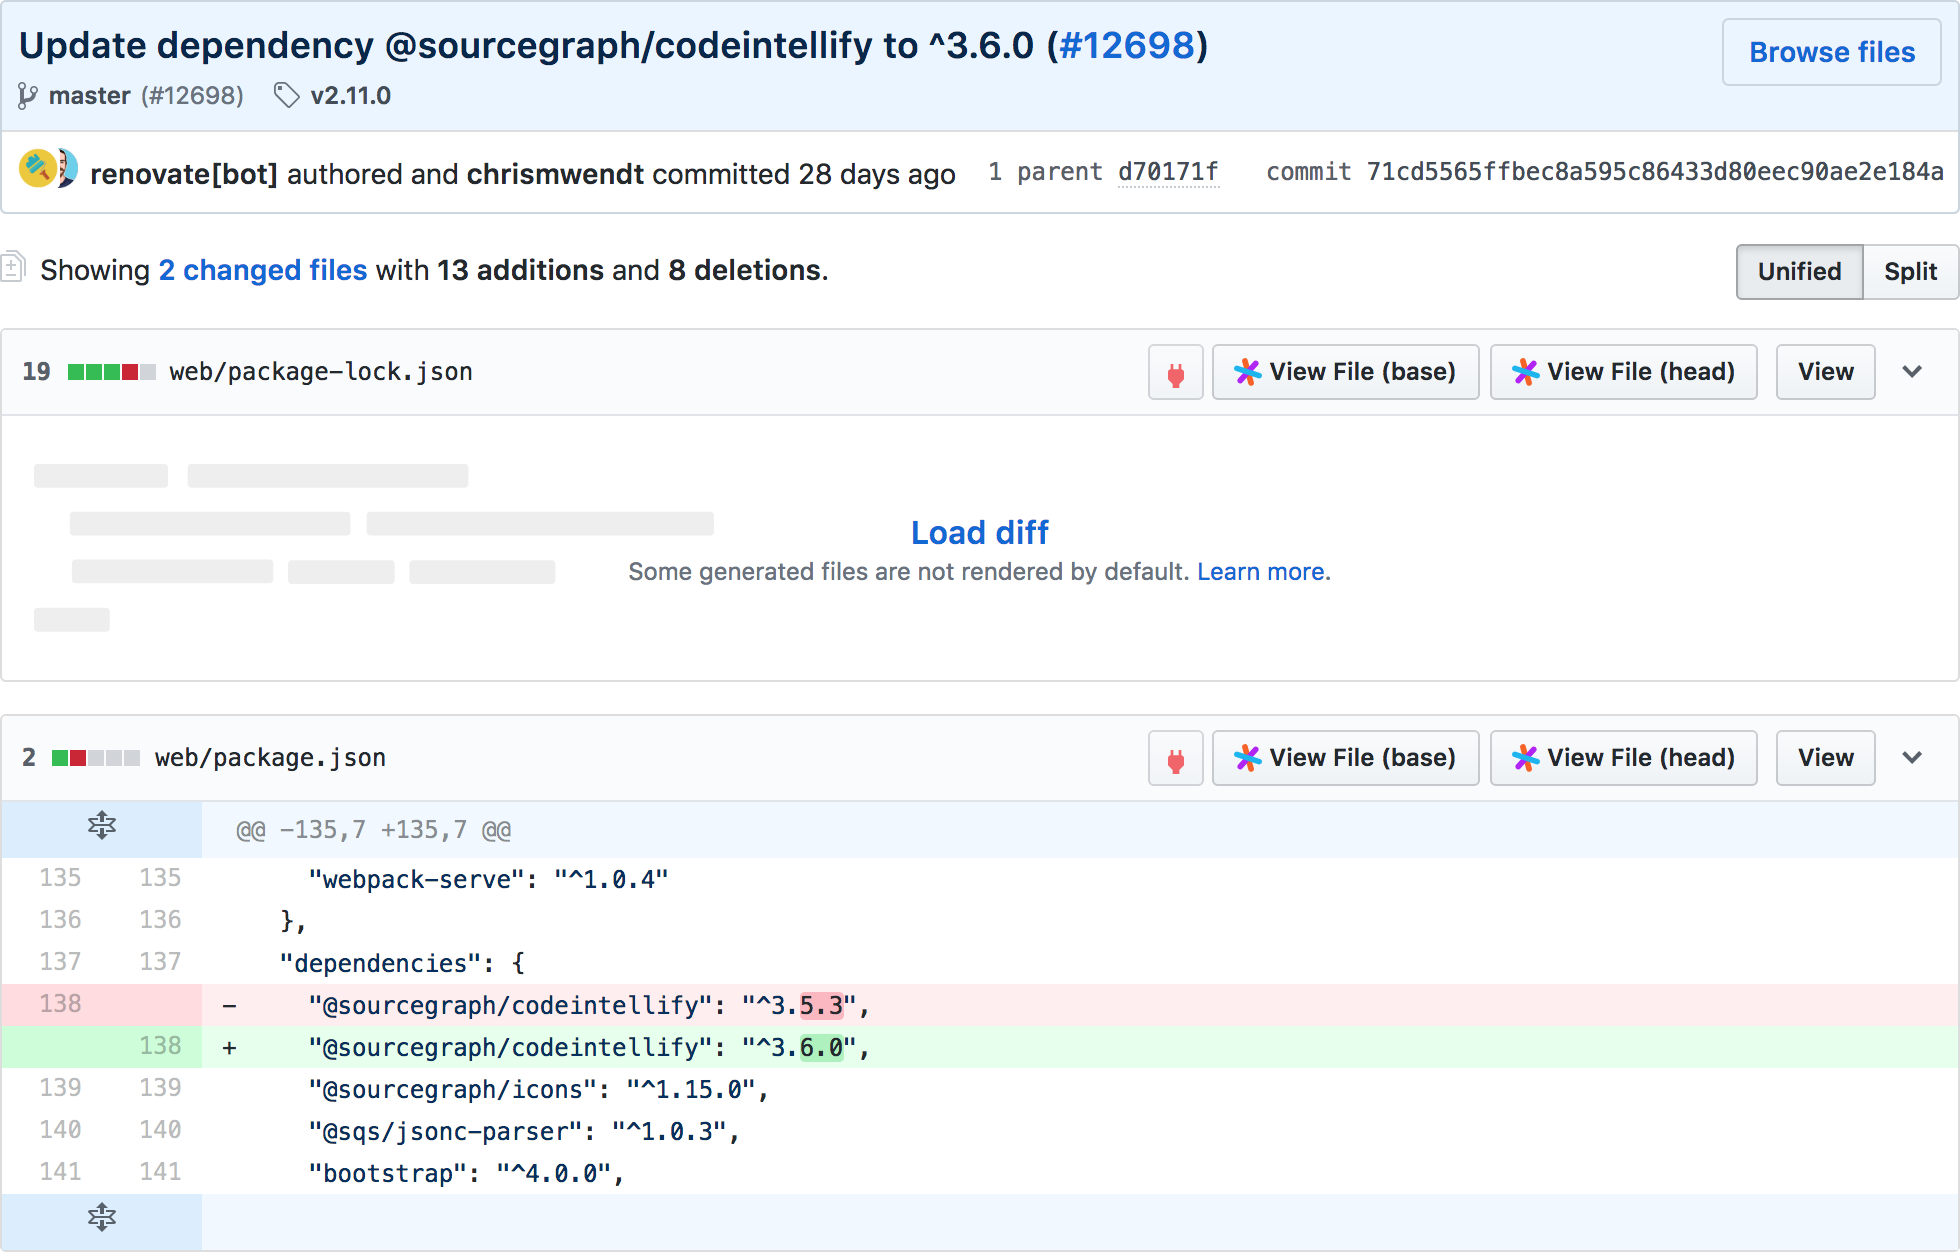 Update dependency @sourcegraph/codeintellify to ^3.6.0 (#12698)
Browse files
master (#12698) v2.11.0
renovate[bot] authored and chrismwendt committed 28 days ago 1 parent d70171f commit 71cd5565ffbec8a595c86433d80eec90ae2e184a
Showing 2 changed files with 13 additions and 8 deletions.
Unified Split
19 web/package-lock.json View File (base) View File (head) View
Load diff
Some generated files are not rendered by default. Learn more.
2 web/package.json View File (base) View File (head) View
@@ -135,7 +135,7 @@
135 135 "webpack-serve": "^1.0.4"
136 136 },
137 137 "dependencies": {
138 - "@sourcegraph/codeintellify": "^3.5.3",
138 + "@sourcegraph/codeintellify": "^3.6.0",
139 139 "@sourcegraph/icons": "^1.15.0",
140 140 "@sqs/jsonc-parser": "^1.0.3",
141 141 "bootstrap": "^4.0.0",